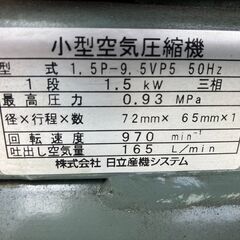 小型空気圧縮機
型式 1.5P-9.5VP5 50Hz
1段 1.5 kW 三相
最高圧力 0.93 MPa
径×行程×数 72mm× 65mm×1
回転速度 970 min⁻¹
吐出し空気量 165 L/min
株式会社 日立産機システム